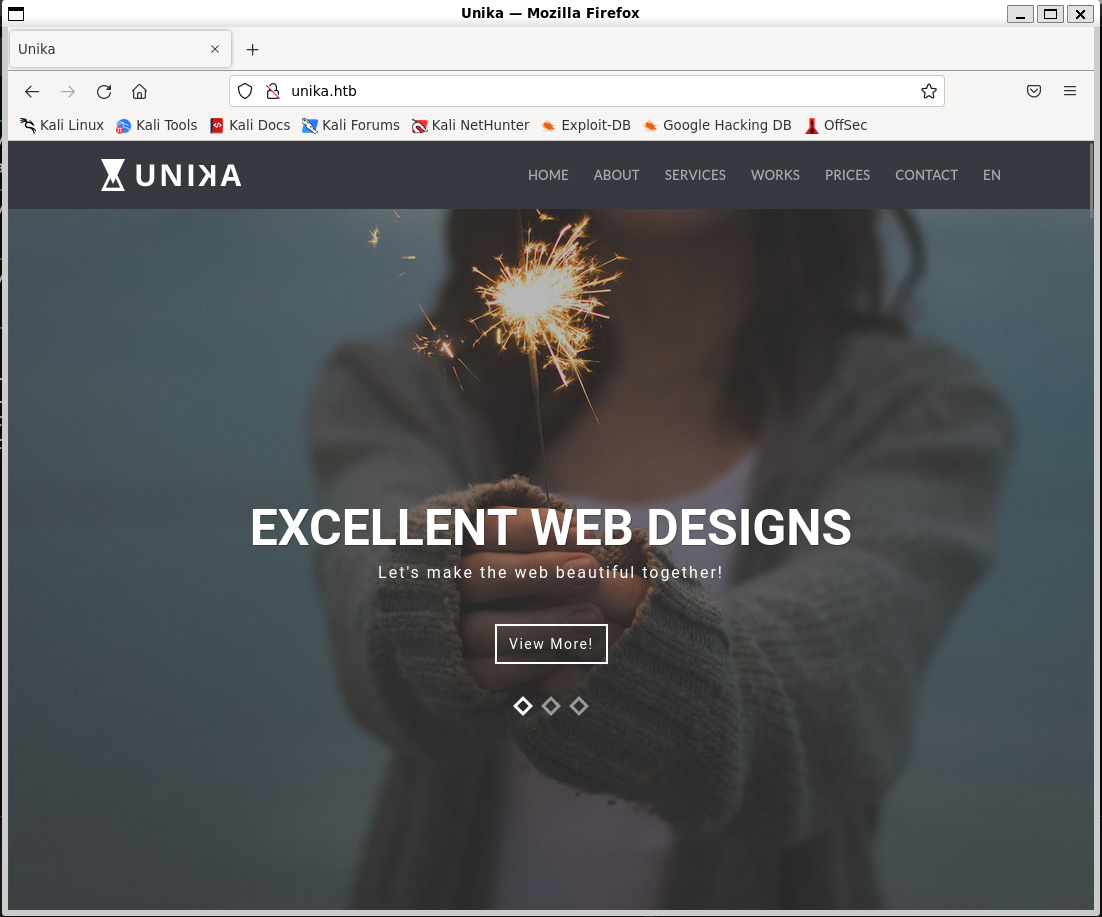 Unika — Mozilla Firefox
Unika
unika.htb
Kali Linux Kali Tools Kali Docs Kali Forums Kali NetHunter Exploit-DB Google Hacking DB OffSec
UNIKA HOME ABOUT SERVICES WORKS PRICES CONTACT EN
EXCELLENT WEB DESIGNS
Let's make the web beautiful together!
View More!